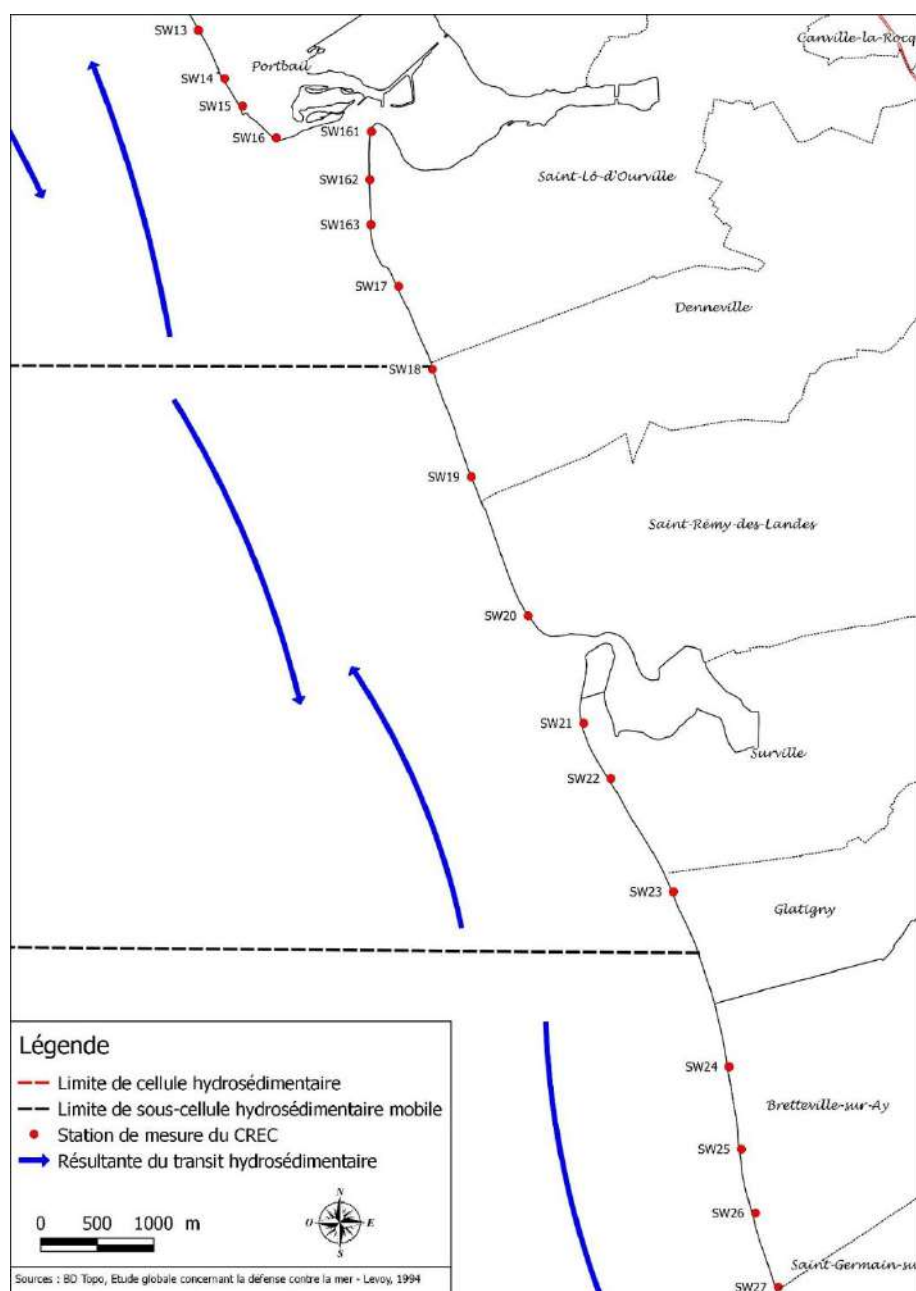 SW13
Canville-la-Rocq
Portbail
SW14
SW15
SW16
SW161
SW162
Saint-Lô-d'Ourville
SW163
SW17
Denneville
SW18
SW19
Saint-Rémy-des-Landes
SW20
SW21
Surville
SW22
SW23
Glatigny
SW24
Bretteville-sur-Ay
SW25
SW26
Saint-Germain-su
SW27
Légende
Limite de cellule hydrosédimentaire
Limite de sous-cellule hydrosédimentaire mobile
Station de mesure du CREC
Résultante du transit hydrosédimentaire
0 500 1000 m
N
O E
S
Sources : BD Topo, Etude globale concernant la défense contre la mer - Levoy, 1994